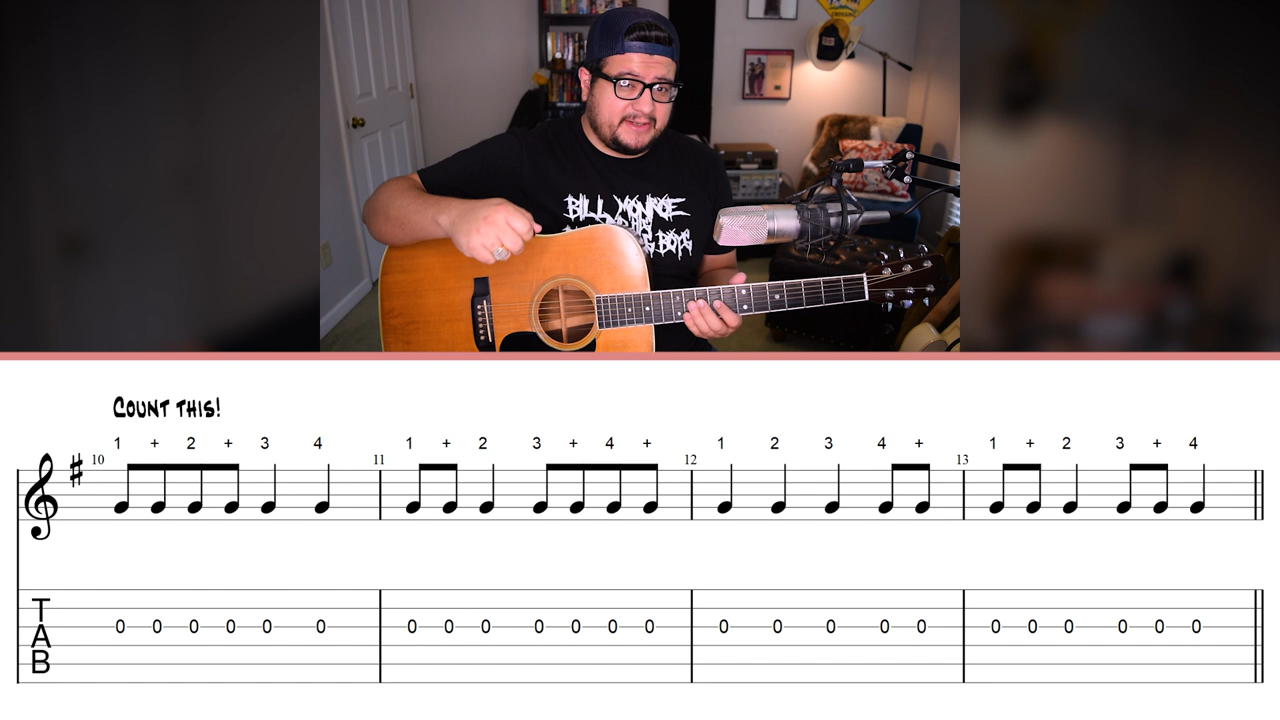 CROSSING
BILL MONROE
BOYS
COUNT THIS!
1 + 2 + 3 4 1 + 2 3 + 4 + 1 2 3 4 + 1 + 2 3 + 4
10 11 12 13
T 0 0 0 0 0 0 0 0 0 0 0 0 0 0 0 0 0 0 0 0 0 0 0 0
A
B